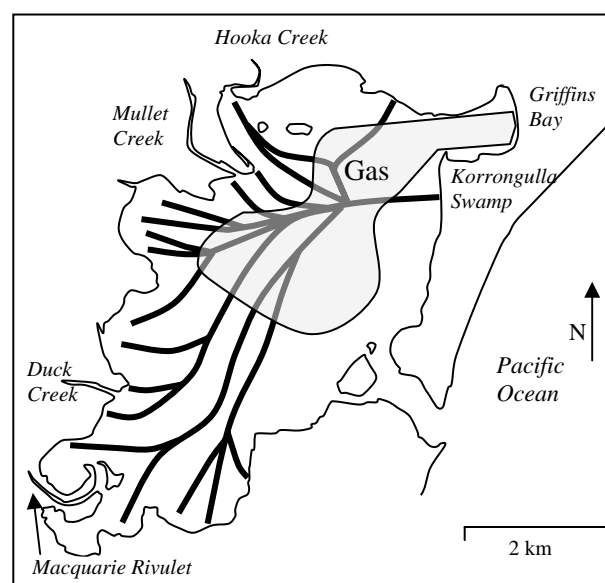 Hooka Creek
Griffins
Bay
Mullet
Creek
Gas
Korrongulla
Swamp
N
Duck
Creek
Pacific
Ocean
2 km
Macquarie Rivulet